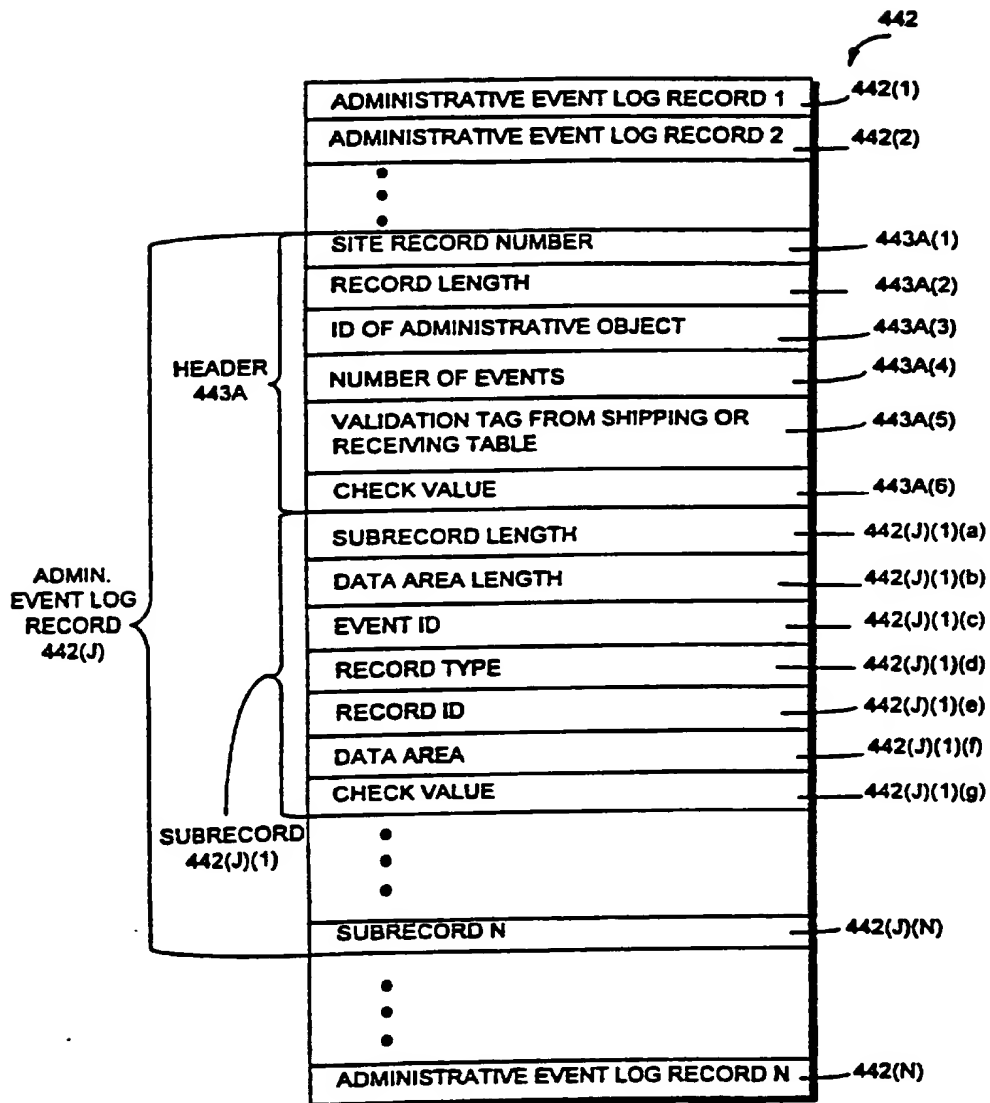 442
ADMINISTRATIVE EVENT LOG RECORD 1 442(1)
ADMINISTRATIVE EVENT LOG RECORD 2 442(2)
SITE RECORD NUMBER 443A(1)
RECORD LENGTH 443A(2)
ID OF ADMINISTRATIVE OBJECT 443A(3)
HEADER
443A
NUMBER OF EVENTS 443A(4)
VALIDATION TAG FROM SHIPPING OR
RECEIVING TABLE
443A(5)
CHECK VALUE 443A(6)
SUBRECORD LENGTH 442(J)(1)(a)
ADMIN.
EVENT LOG
RECORD
442(J)
DATA AREA LENGTH 442(J)(1)(b)
EVENT ID 442(J)(1)(c)
RECORD TYPE 442(J)(1)(d)
RECORD ID 442(J)(1)(e)
DATA AREA 442(J)(1)(f)
CHECK VALUE 442(J)(1)(g)
SUBRECORD
442(J)(1)
SUBRECORD N 442(J)(N)
ADMINISTRATIVE EVENT LOG RECORD N 442(N)